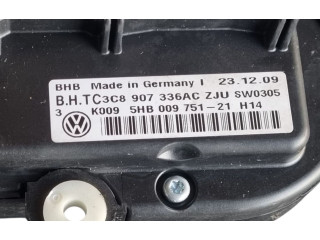 BHB Made in Germany I 23.12.09
B.H.TC3C8 907 336AC ZJU SW0305
3 K009 5HB 009 751-21 H14